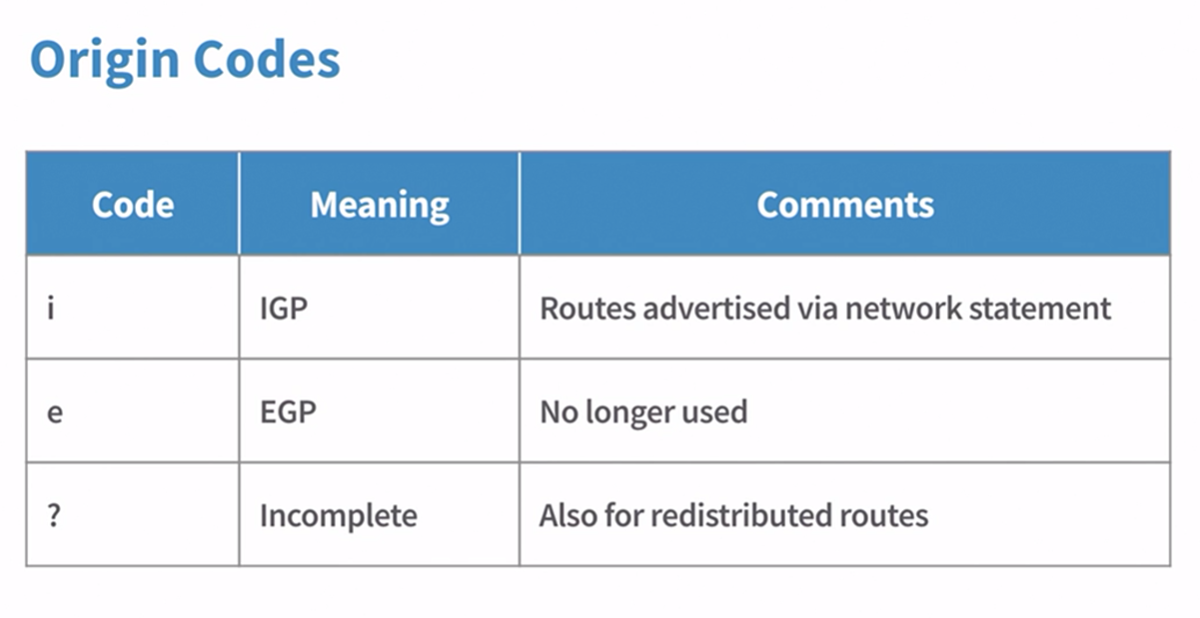 Origin Codes
Code Meaning Comments
i IGP Routes advertised via network statement
e EGP No longer used
? Incomplete Also for redistributed routes